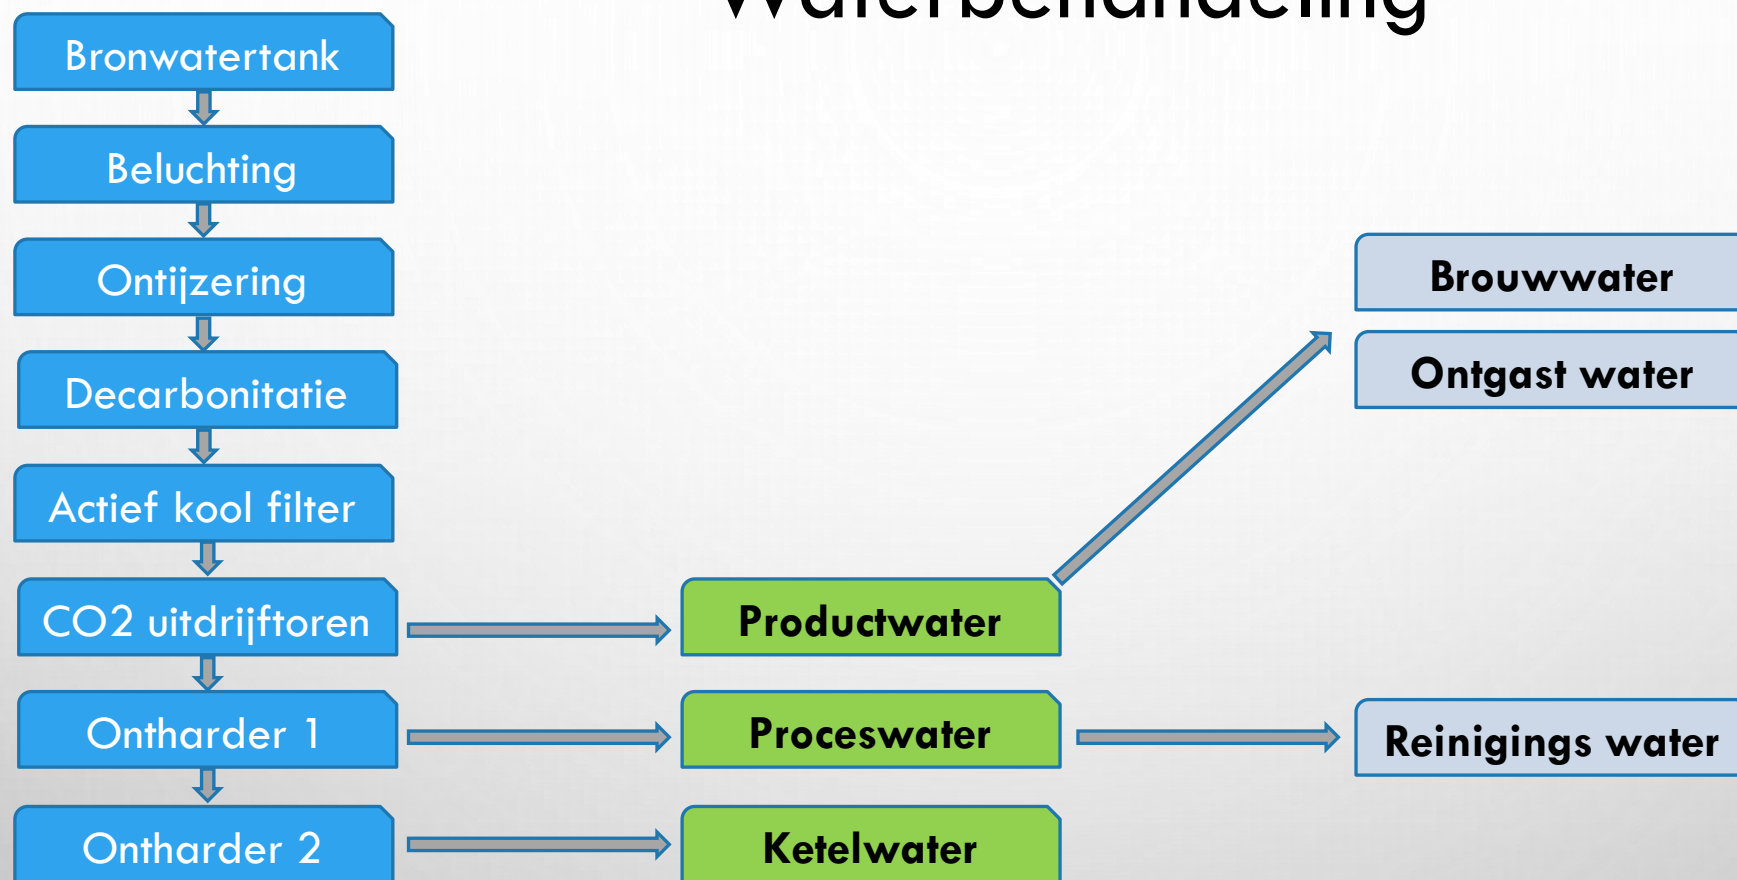 Waterbehandeling
Bronwatertank
Beluchting
Ontijzering
Decarbonitatie
Actief kool filter
CO2 uitdrijftoren
Ontharder 1
Ontharder 2
Productwater
Proceswater
Ketelwater
Brouwwater
Ontgast water
Reinigings water